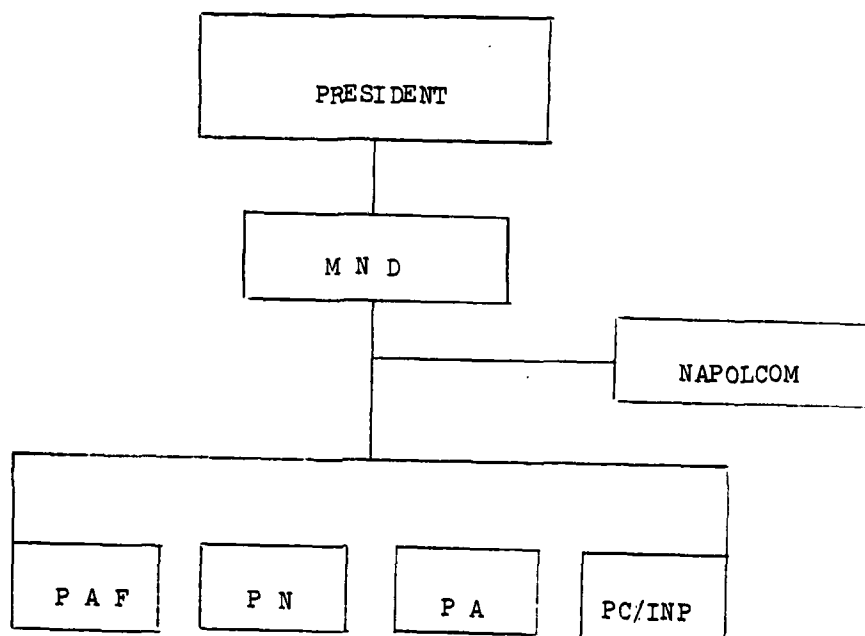 PRESIDENT
M N D
NAPOLCOM
P A F
P N
P A
PC/INP